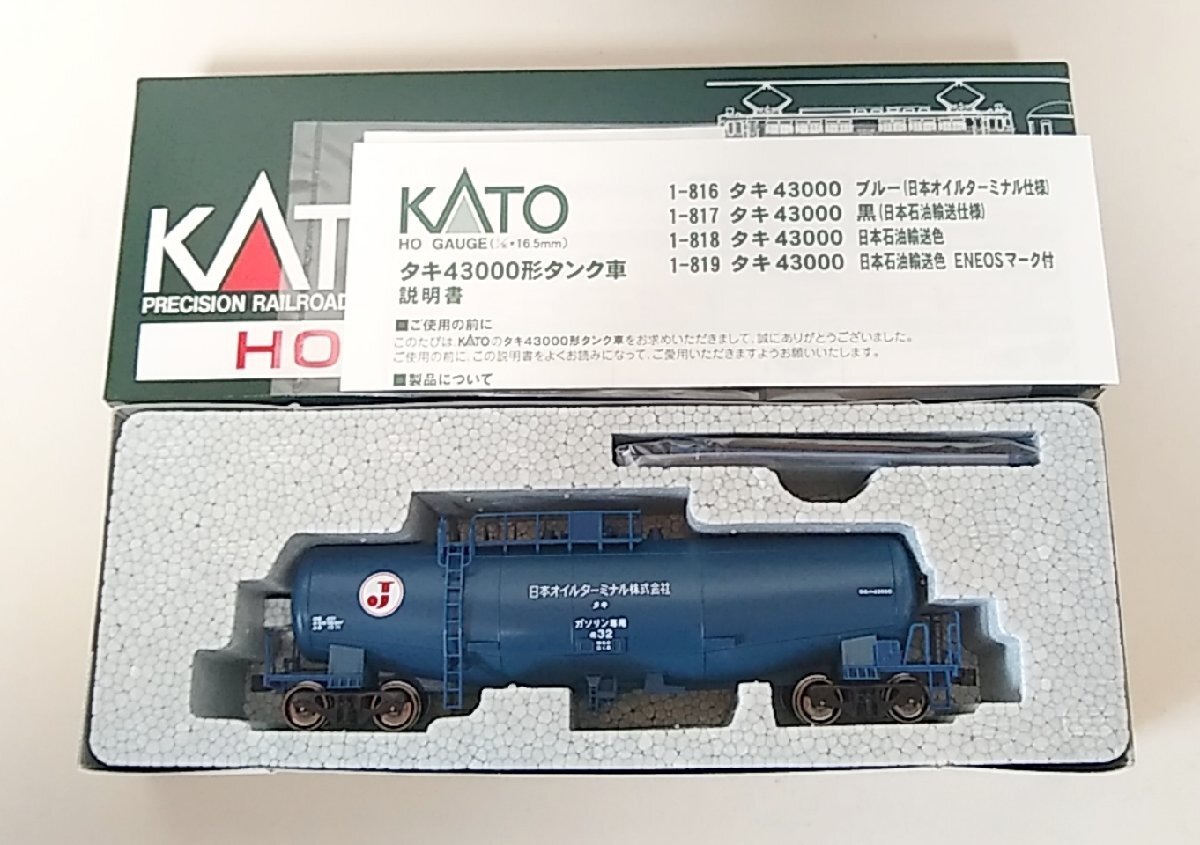 KAT
PRECISION RAILROAD
HO
KATO
HO GAUGE(1/80・16.5mm)
タキ43000形タンク車
説明書
1-816 タキ43000 ブルー(日本オイルターミナル仕様)
1-817 タキ43000 黒(日本石油輸送仕様)
1-818 タキ43000 日本石油輸送色
1-819 タキ43000 日本石油輸送色 ENEOSマーク付
■ご使用の前に
このたびは、KATOのタキ43000形タンク車をお求めいただきまして、誠にありがとうございました。
ご使用の前に、この説明書をよくお読みになって、ご愛用いただきますようお願いいたします。
■製品について
JOT
日本オイルターミナル株式会社
タキ
ガソリン専用
32